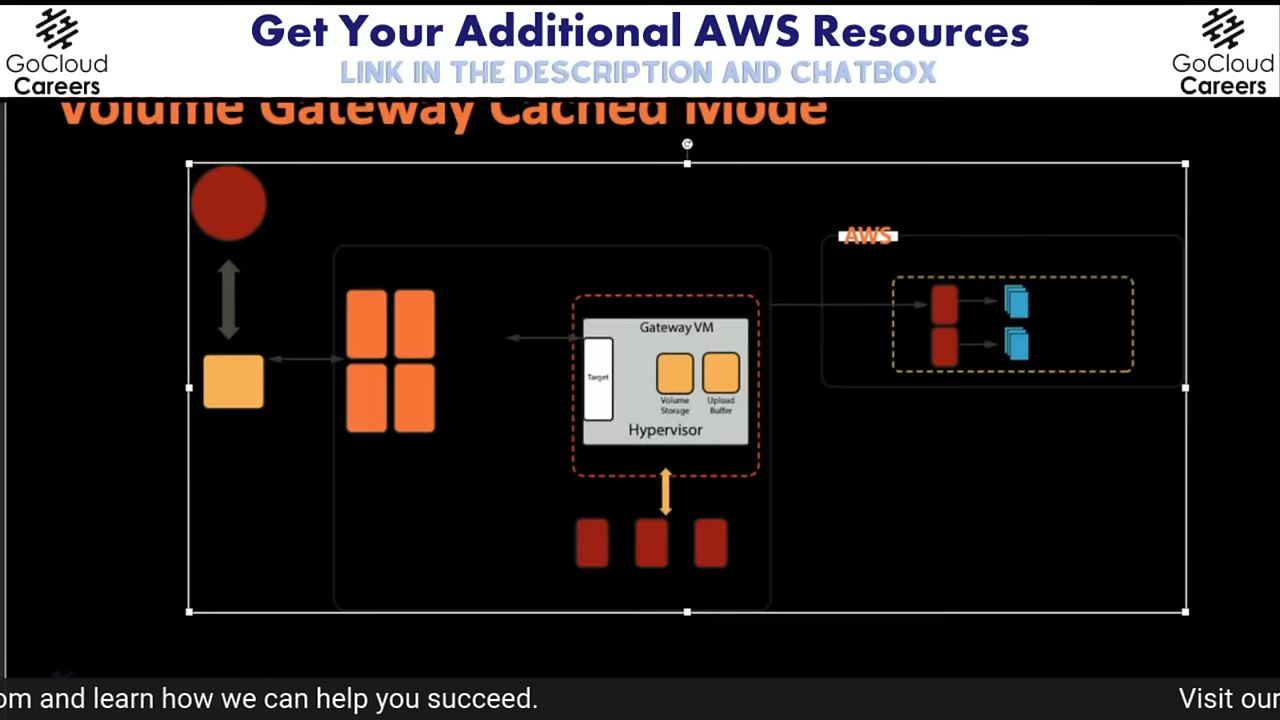 Get Your Additional AWS Resources
LINK IN THE DESCRIPTION AND CHATBOX
GoCloud
Careers
GoCloud
Careers
Volume Gateway Cached Mode
AWS
Gateway VM
Target
Volume
Storage
Upload
Buffer
Hypervisor
om and learn how we can help you succeed.
Visit our